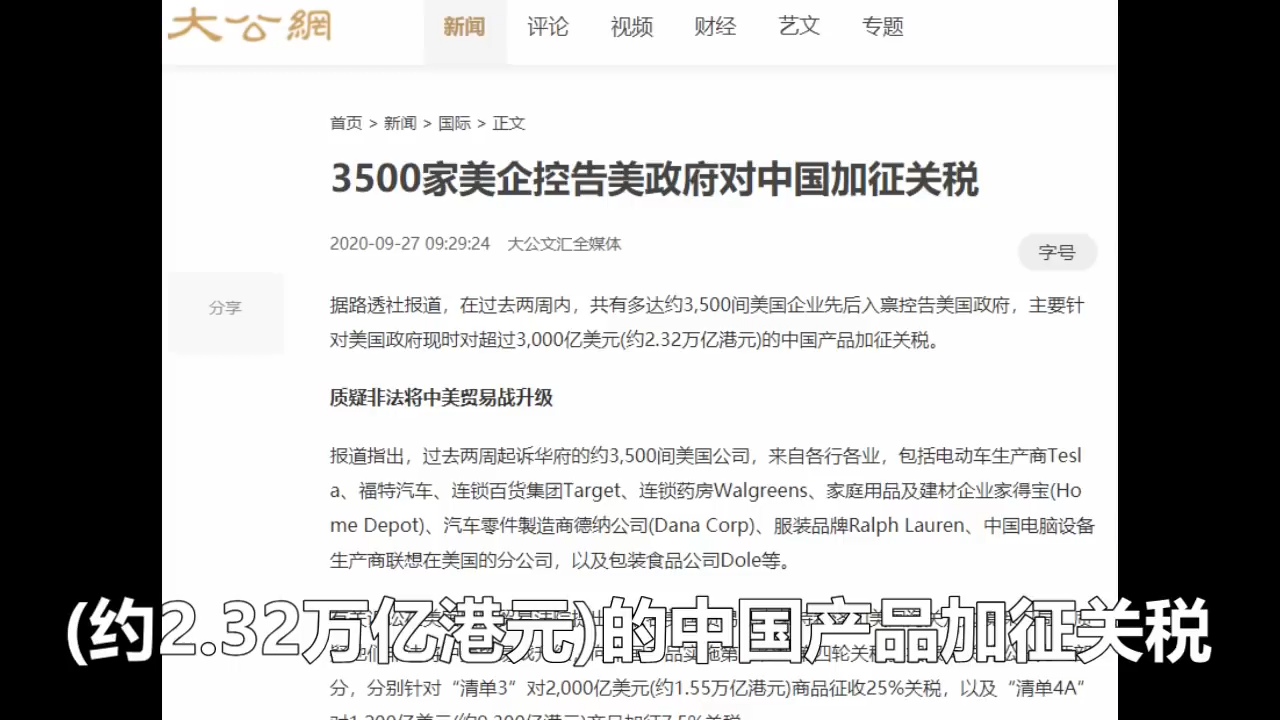 大公網
新闻 评论 视频 财经 艺文 专题
首页 > 新闻 > 国际 > 正文
3500家美企控告美政府对中国加征关税
2020-09-27 09:29:24 大公文汇全媒体
字号
分享
据路透社报道，在过去两周内，共有多达约3,500间美国企业先后入禀控告美国政府，主要针
对美国政府现时对超过3,000亿美元(约2.32万亿港元)的中国产品加征关税。
质疑非法将中美贸易战升级
报道指出，过去两周起诉华府的约3,500间美国公司，来自各行各业，包括电动车生产商Tesl
a、福特汽车、连锁百货集团Target、连锁药房Walgreens、家庭用品及建材企业家得宝(Ho
me Depot)、汽车零件製造商德纳公司(Dana Corp)、服装品牌Ralph Lauren、中国电脑设备
生产商联想在美国的分公司，以及包装食品公司Dole等。
(约2.32万亿港元)的中国产品加征关税
分，分别针对“清单3”对2,000亿美元(约1.55万亿港元)商品征收25%关税，以及“清单4A”